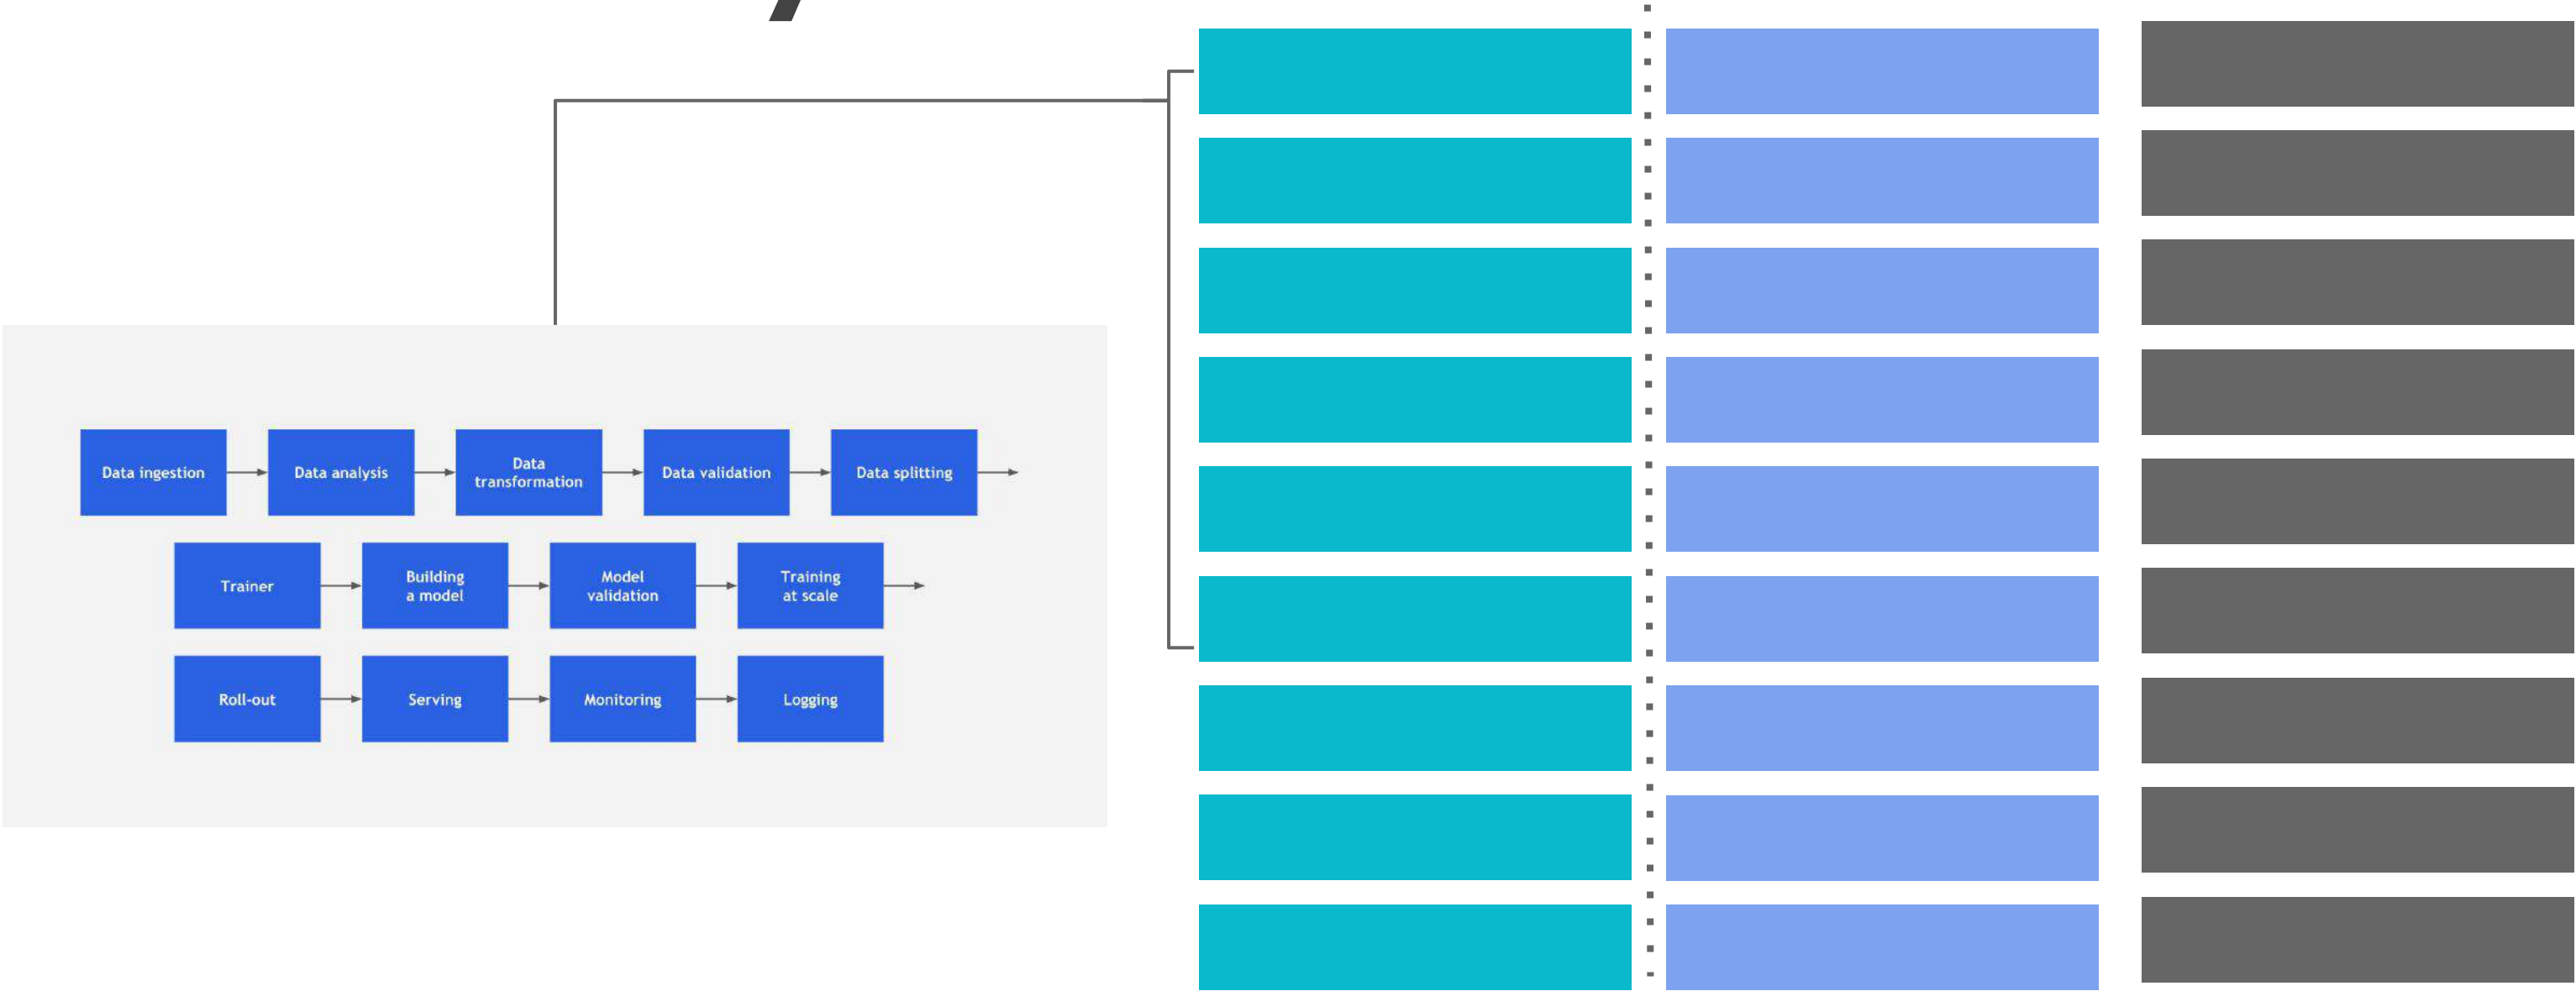 Data ingestion
Data analysis
Data
transformation
Data validation
Data splitting
Trainer
Building
a model
Model
validation
Training
at scale
Roll-out
Serving
Monitoring
Logging